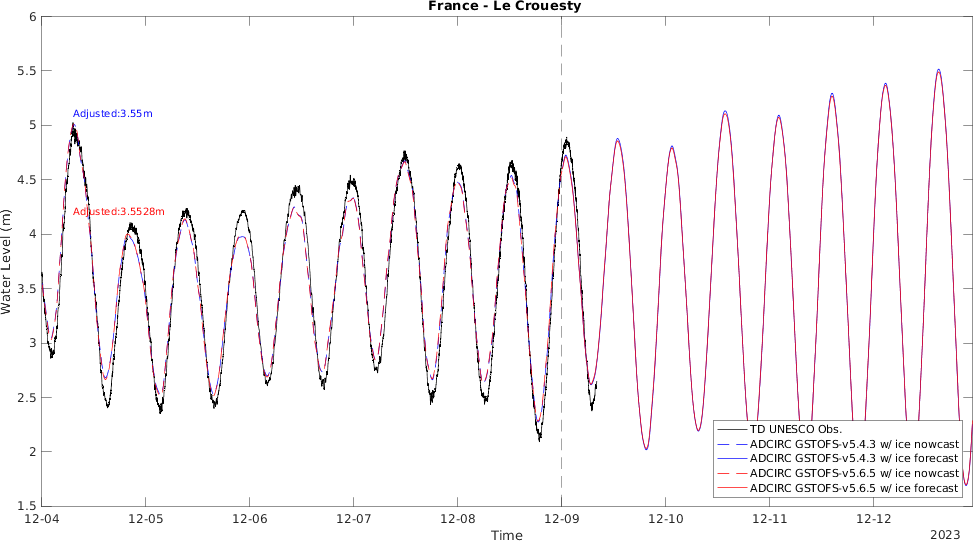 France - Le Crouesty
6
5.5
5
4.5
4
3.5
3
2.5
2
1.5
Water Level (m)
Adjusted:3.55m
Adjusted:3.5528m
TD UNESCO Obs.
ADCIRC GSTOFS-v5.4.3 w/ ice nowcast
ADCIRC GSTOFS-v5.4.3 w/ ice forecast
ADCIRC GSTOFS-v5.6.5 w/ ice nowcast
ADCIRC GSTOFS-v5.6.5 w/ ice forecast
12-04 12-05 12-06 12-07 12-08 12-09 12-10 12-11 12-12
Time
2023